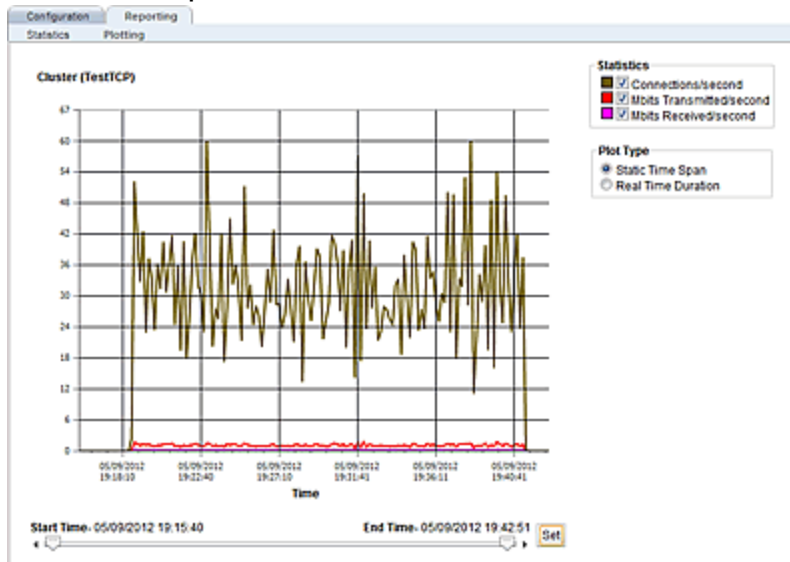 Configuration Reporting
Statistics Plotting
Cluster (TestTCP)
67
60
54
48
42
36
30
24
18
12
6
0
05/09/2012 05/09/2012 05/09/2012 05/09/2012 05/09/2012 05/09/2012
19:18:10 19:22:40 19:27:10 19:31:41 19:36:11 19:40:41
Time
Start Time- 05/09/2012 19:15:40 End Time- 05/09/2012 19:42:51 Set
Statistics
Connections/second
Mbits Transmitted/second
Mbits Received/second
Plot Type
Static Time Span
Real Time Duration